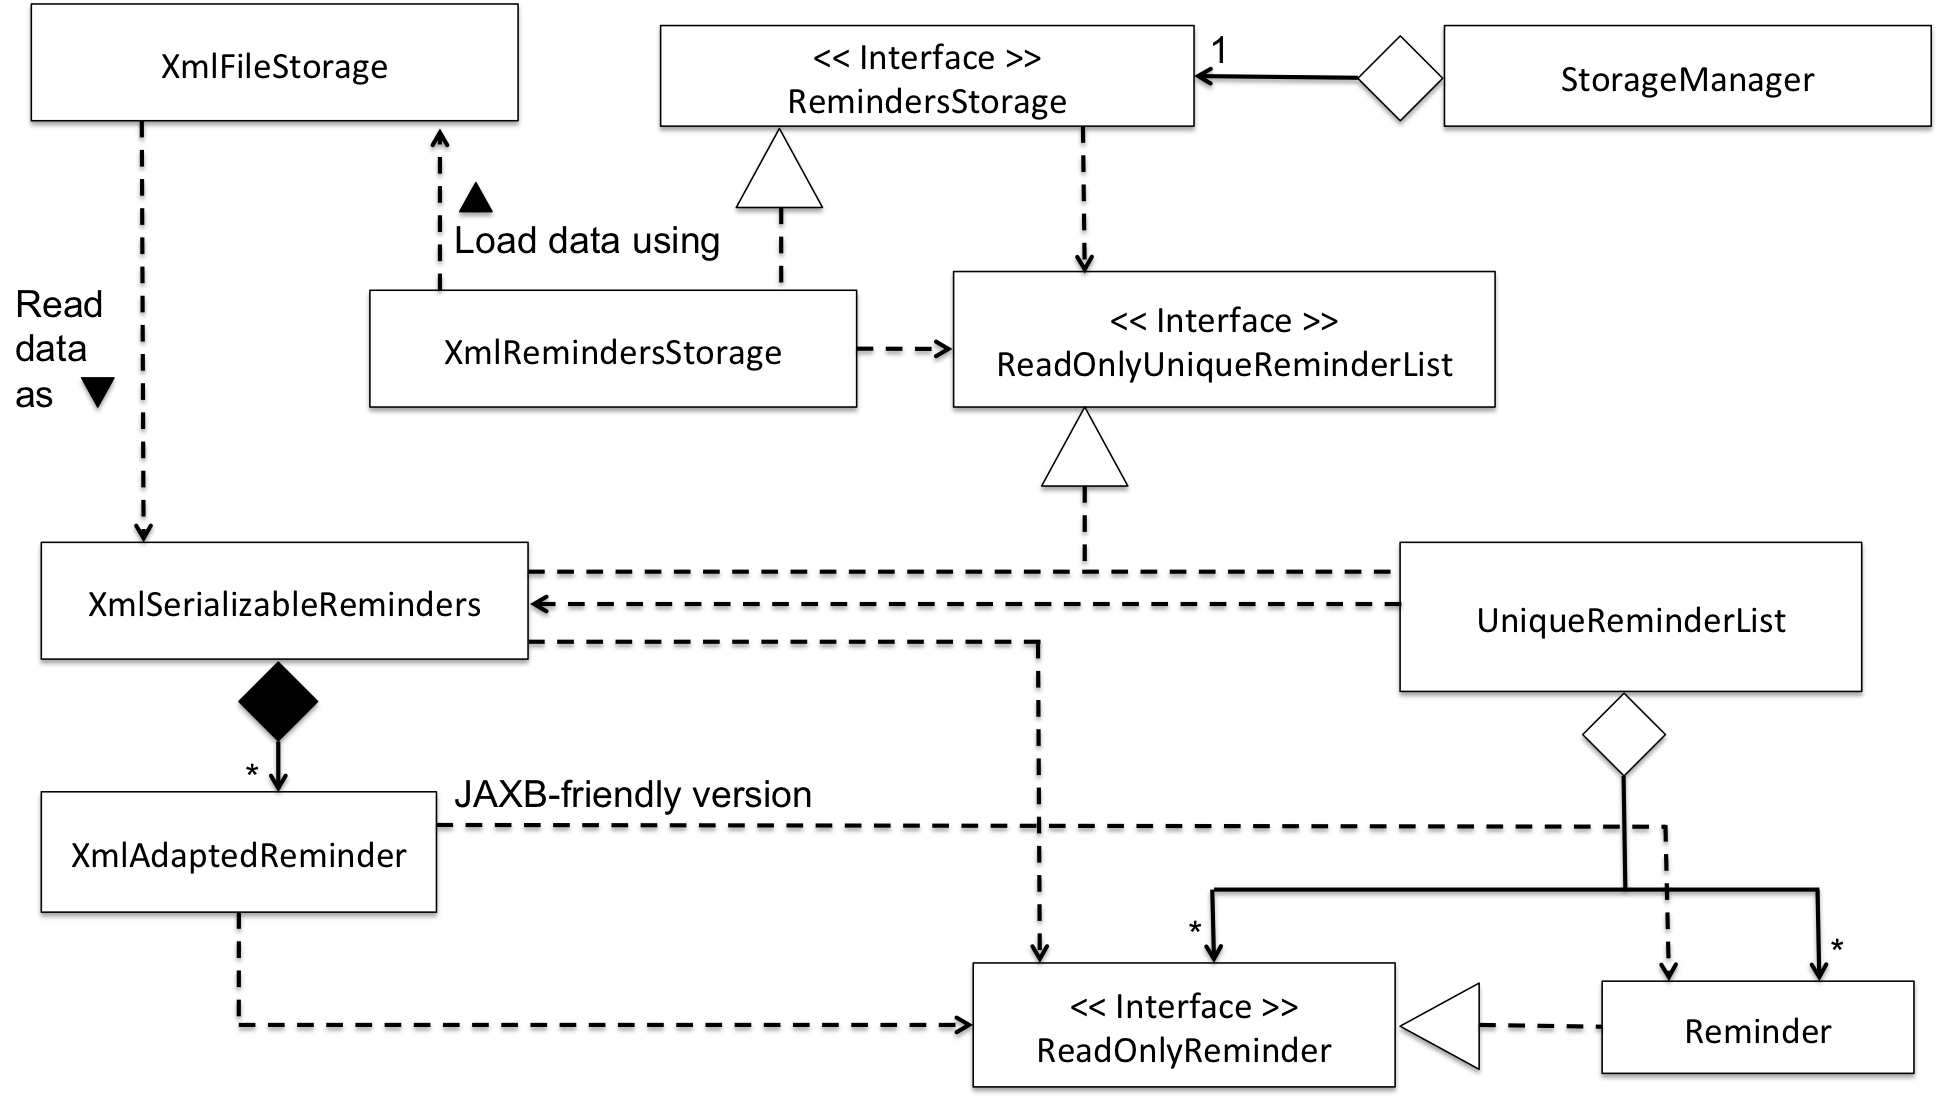 XmlFileStorage
<< Interface >>
RemindersStorage
1
StorageManager
Load data using
Read
data
as
XmlRemindersStorage
<< Interface >>
ReadOnlyUniqueReminderList
XmlSerializableReminders
UniqueReminderList
*
JAXB-friendly version
XmlAdaptedReminder
*
*
<< Interface >>
ReadOnlyReminder
Reminder